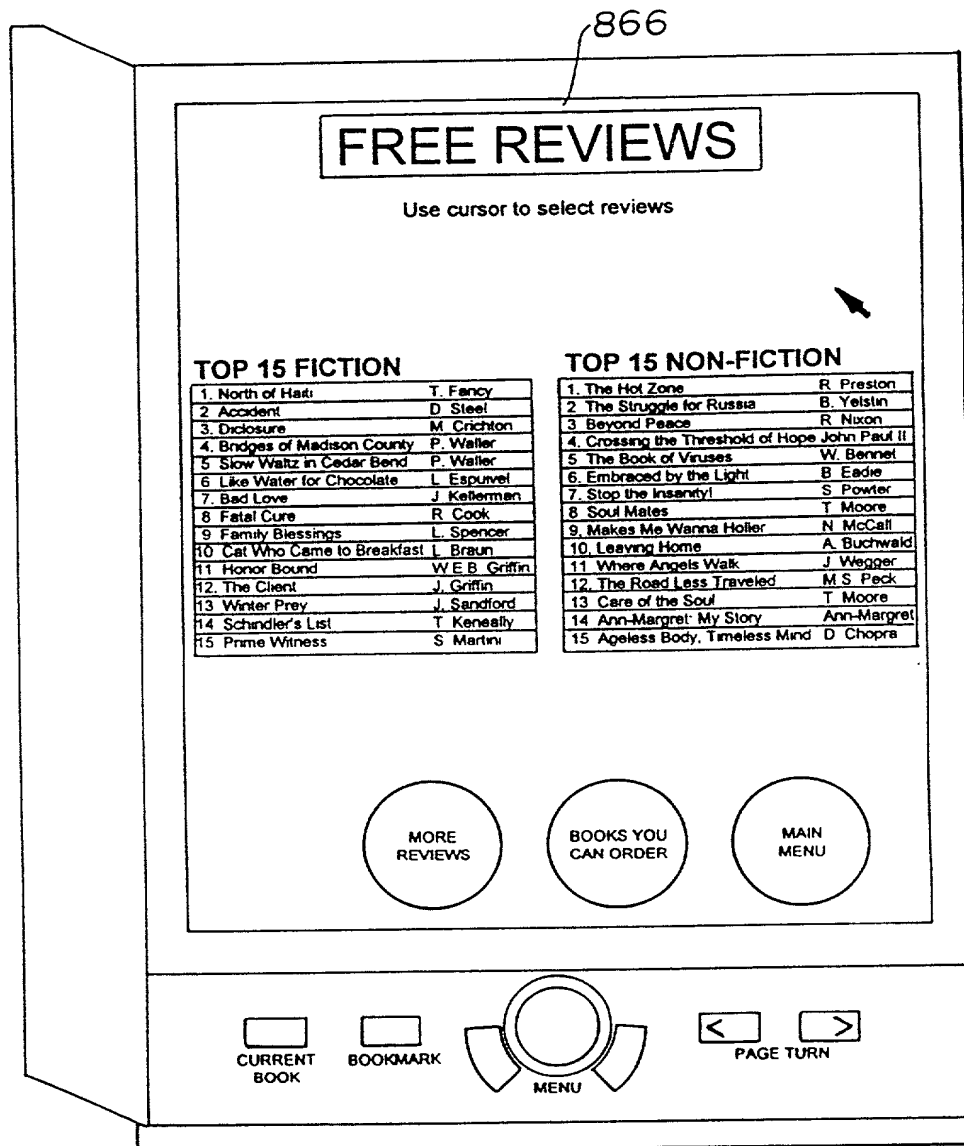 866
FREE REVIEWS
Use cursor to select reviews
TOP 15 FICTION
1. North of Haiti T. Fancy
2 Accident D Steel
3. Diclosure M. Crichton
4. Bridges of Madison County P. Waller
5 Slow Waltz in Cedar Bend P. Waller
6 Like Water for Chocolate L Espurvel
7. Bad Love J Kellerman
8 Fatal Cure R Cook
9 Family Blessings L. Spencer
10 Cat Who Came to Breakfast L Braun
11 Honor Bound W E B Griffin
12. The Client J. Griffin
13 Winter Prey J. Sandford
14 Schindler's List T Keneally
15 Prime Witness S Martini
TOP 15 NON-FICTION
1. The Hot Zone R Preston
2 The Struggle for Russia B. Yelstin
3 Beyond Peace R Nixon
4. Crossing the Threshold of Hope John Paul II
5 The Book of Viruses W. Bennet
6. Embraced by the Light B Eadie
7. Stop the Insanity! S Powter
8 Soul Mates T Moore
9. Makes Me Wanna Holler N McCall
10, Leaving Home A. Buchwald
11 Where Angels Walk J Wegger
12. The Road Less Traveled M S Peck
13 Care of the Soul T Moore
14 Ann-Margret: My Story Ann-Margret
15 Ageless Body, Timeless Mind D Chopra
MORE
REVIEWS
BOOKS YOU
CAN ORDER
MAIN
MENU
CURRENT
BOOK
BOOKMARK
MENU
< >
PAGE TURN